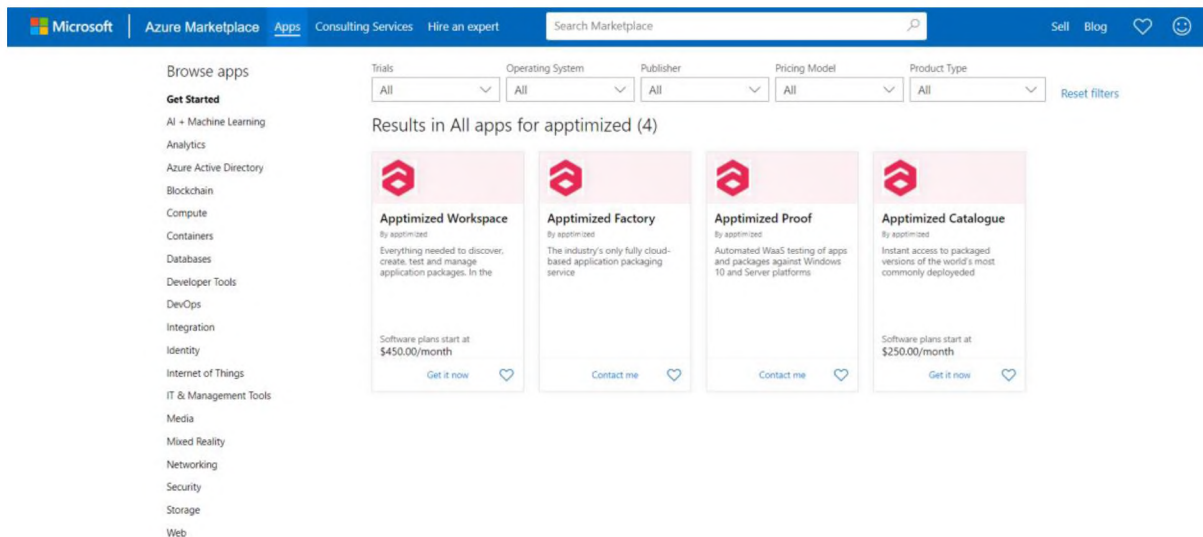 Microsoft
Azure Marketplace
Apps
Consulting Services
Hire an expert
Search Marketplace
Sell
Blog
Browse apps
Get Started
AI + Machine Learning
Analytics
Azure Active Directory
Blockchain
Compute
Containers
Databases
Developer Tools
DevOps
Integration
Identity
Internet of Things
IT & Management Tools
Media
Mixed Reality
Networking
Security
Storage
Web
Trials
All
Operating System
All
Publisher
All
Pricing Model
All
Product Type
All
Reset filters
Results in All apps for apptimized (4)
Apptimized Workspace
By apptimized
Everything needed to discover,
create, test and manage
application packages. In the
Software plans start at
$450.00/month
Get it now
Apptimized Factory
By apptimized
The industry's only fully cloud-
based application packaging
service
Contact me
Apptimized Proof
By apptimized
Automated WaaS testing of apps
and packages against Windows
10 and Server platforms
Contact me
Apptimized Catalogue
By apptimized
Instant access to packaged
versions of the world's most
commonly deployeded
Software plans start at
$250.00/month
Get it now